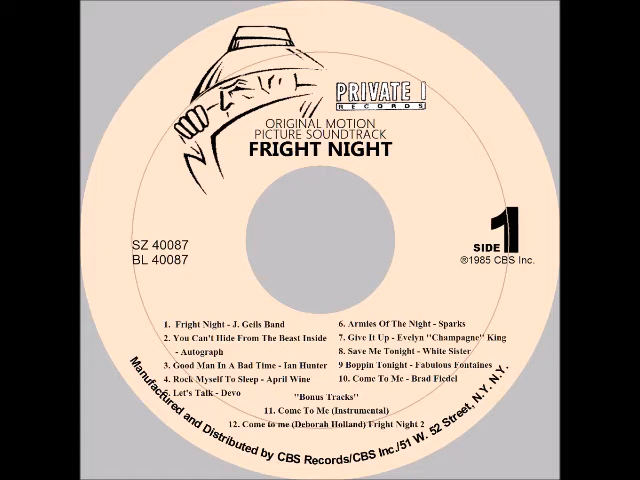 PRIVATE I
RECORDS
ORIGINAL MOTION
PICTURE SOUNDTRACK
FRIGHT NIGHT
SZ 40087
BL 40087
SIDE 1
®1985 CBS Inc.
1. Fright Night - J. Geils Band
2. You Can't Hide From The Beast Inside
- Autograph
3. Good Man In A Bad Time - Ian Hunter
4. Rock Myself To Sleep - April Wine
5. Let's Talk - Devo
6. Armies Of The Night - Sparks
7. Give It Up - Evelyn "Champagne" King
8. Save Me Tonight - White Sister
9 Boppin Tonight - Fabulous Fontaines
10. Come To Me - Brad Fiedel
"Bonus Tracks"
11. Come To Me (Instrumental)
12. Come to me (Deborah Holland) Fright Night 2
Manufactured and Distributed by CBS Records/CBS Inc./51 W. 52 Street, N.Y. N.Y.